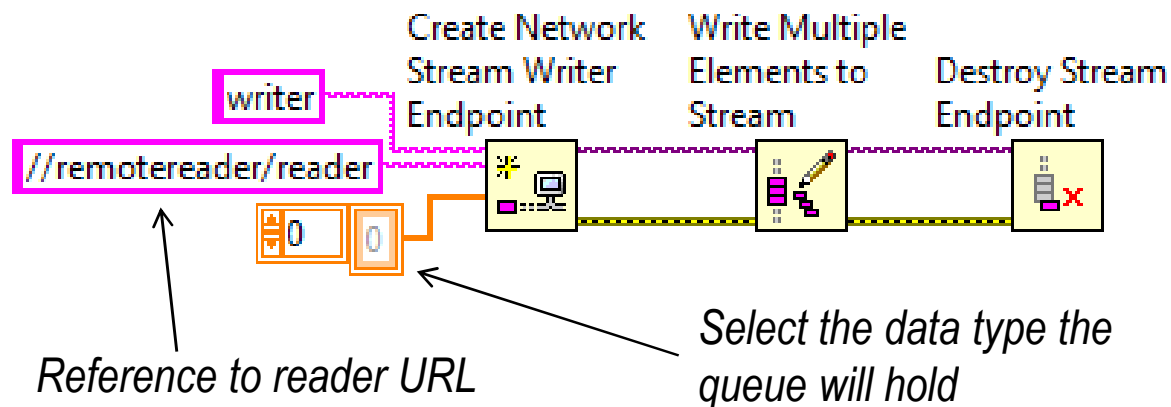 Create Network
Stream Writer
Endpoint
Write Multiple
Elements to
Stream
Destroy Stream
Endpoint
writer
//remotereader/reader
0
0
Reference to reader URL
Select the data type the
queue will hold